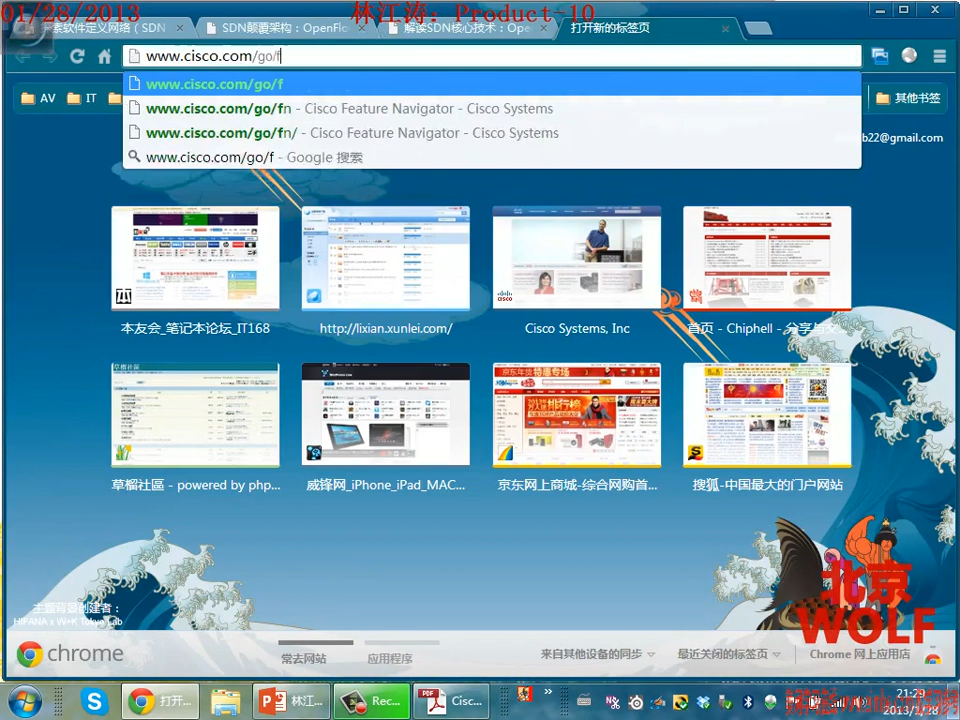 01/28/2013
林江涛：Product-10
素软件定义网络（SDN
SDN颠覆架构：OpenFlo
解读SDN核心技术：Ope
打开新的标签页
www.cisco.com/go/f
AV
IT
其他书签
www.cisco.com/go/f
www.cisco.com/go/fn - Cisco Feature Navigator - Cisco Systems
www.cisco.com/go/fn/ - Cisco Feature Navigator - Cisco Systems
www.cisco.com/go/f - Google 搜索
b22@gmail.com
本友会_笔记本论坛_IT168
http://lixian.xunlei.com/
Cisco Systems, Inc
首页 - Chiphell - 分享与交
草榴社區 - powered by php...
威锋网_iPhone_iPad_MAC...
京东网上商城-综合网购首...
搜狐-中国最大的门户网站
主题背景创建者：
HIFANA x W+K Tokyo Lab
北京
WOLF
chrome
常去网站
应用程序
来自其他设备的同步
最近关闭的标签页
Chrome 网上应用店
打开...
林江...
Rec...
Cisc...
21:29
2013/1/28